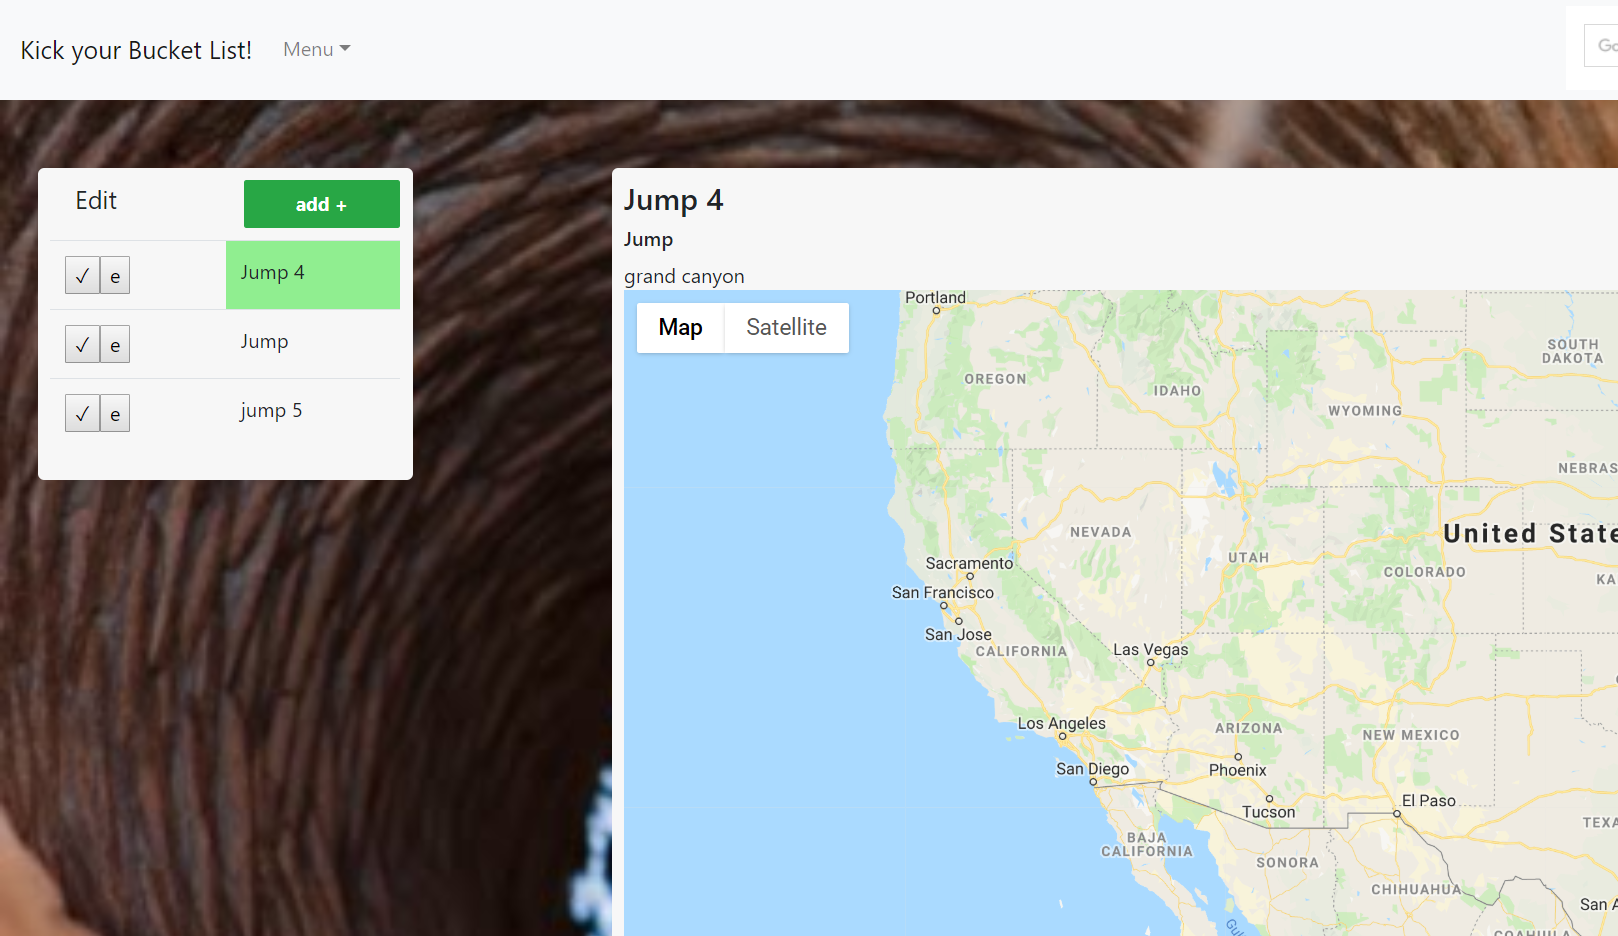 Kick your Bucket List! Menu
Edit add +
✓ e Jump 4
✓ e Jump
✓ e jump 5
Jump 4
Jump
grand canyon
Map Satellite
Portland
SOUTH
DAKOTA
OREGON
IDAHO
WYOMING
NEBRAS
NEVADA
United State
UTAH
COLORADO
KA
Sacramento
San Francisco
San Jose
CALIFORNIA
Las Vegas
Los Angeles
ARIZONA
NEW MEXICO
San Diego
Phoenix
El Paso
Tucson
TEXA
BAJA
CALIFORNIA
SONORA
CHIHUAHUA
San A
COAHUILA